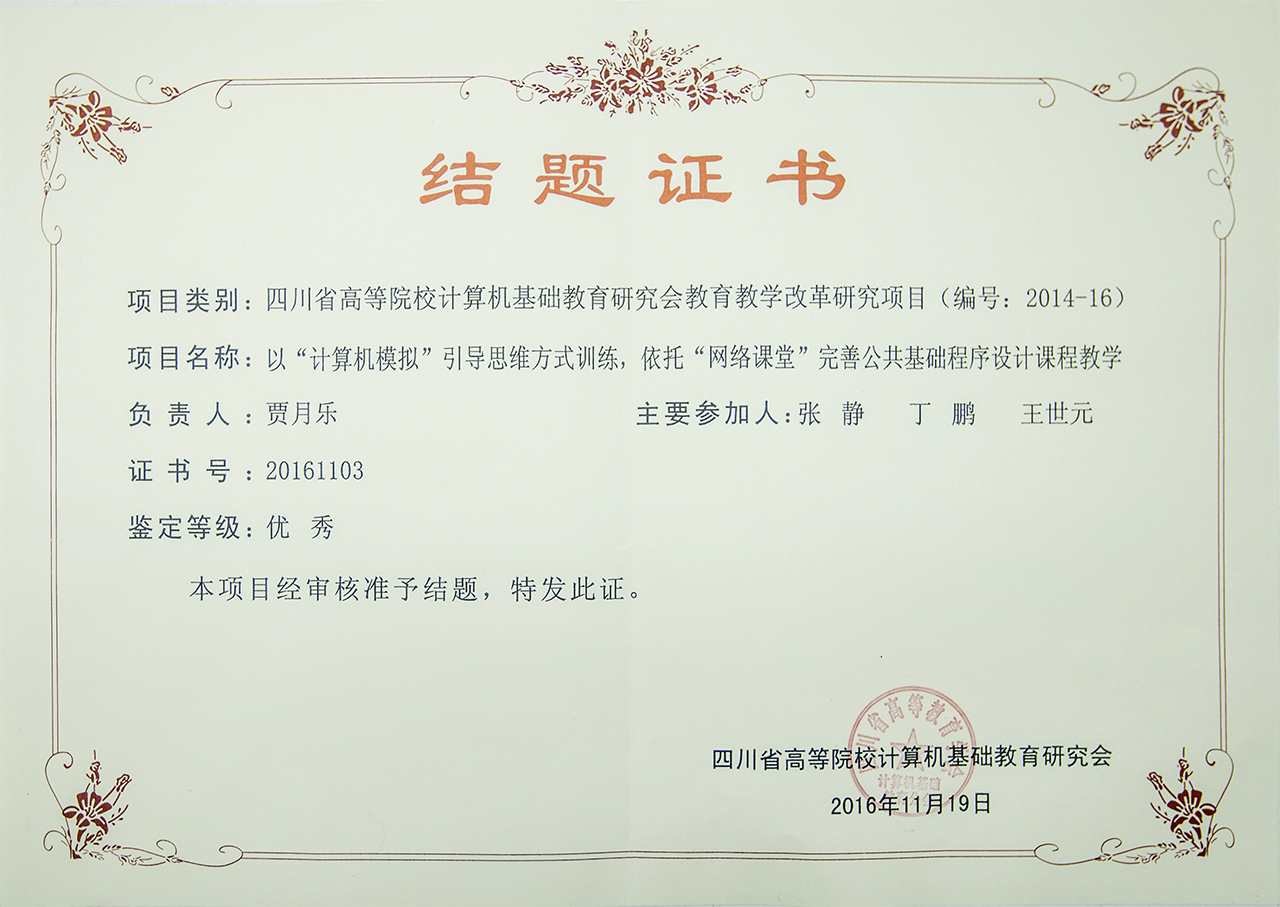 结题证书
项目类别：四川省高等院校计算机基础教育研究会教育教学改革研究项目（编号：2014-16）
项目名称：以“计算机模拟”引导思维方式训练，依托“网络课堂”完善公共基础程序设计课程教学
负责人：贾月乐 主要参加人：张静 丁鹏 王世元
证书号：20161103
鉴定等级：优秀
本项目经审核准予结题，特发此证。
四川省高等院校计算机基础教育研究会
2016年11月19日
四川省高等教育学会
计算机基础